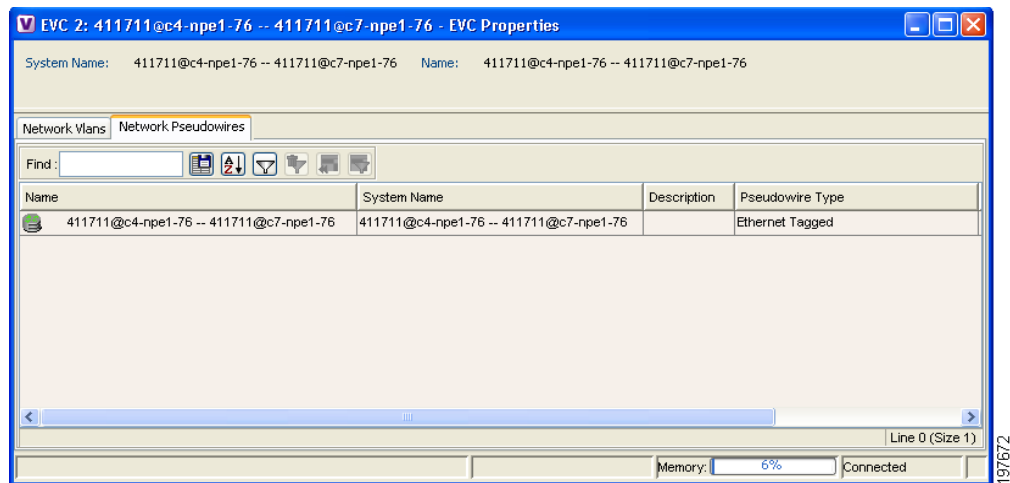 EVC 2: 411711@c4-npe1-76 -- 411711@c7-npe1-76 - EVC Properties
System Name: 411711@c4-npe1-76 -- 411711@c7-npe1-76 Name: 411711@c4-npe1-76 -- 411711@c7-npe1-76
Network Vlans Network Pseudowires
Find :
Name System Name Description Pseudowire Type
411711@c4-npe1-76 -- 411711@c7-npe1-76 411711@c4-npe1-76 -- 411711@c7-npe1-76 Ethernet Tagged
Line 0 (Size 1)
Memory: 6% Connected
197672